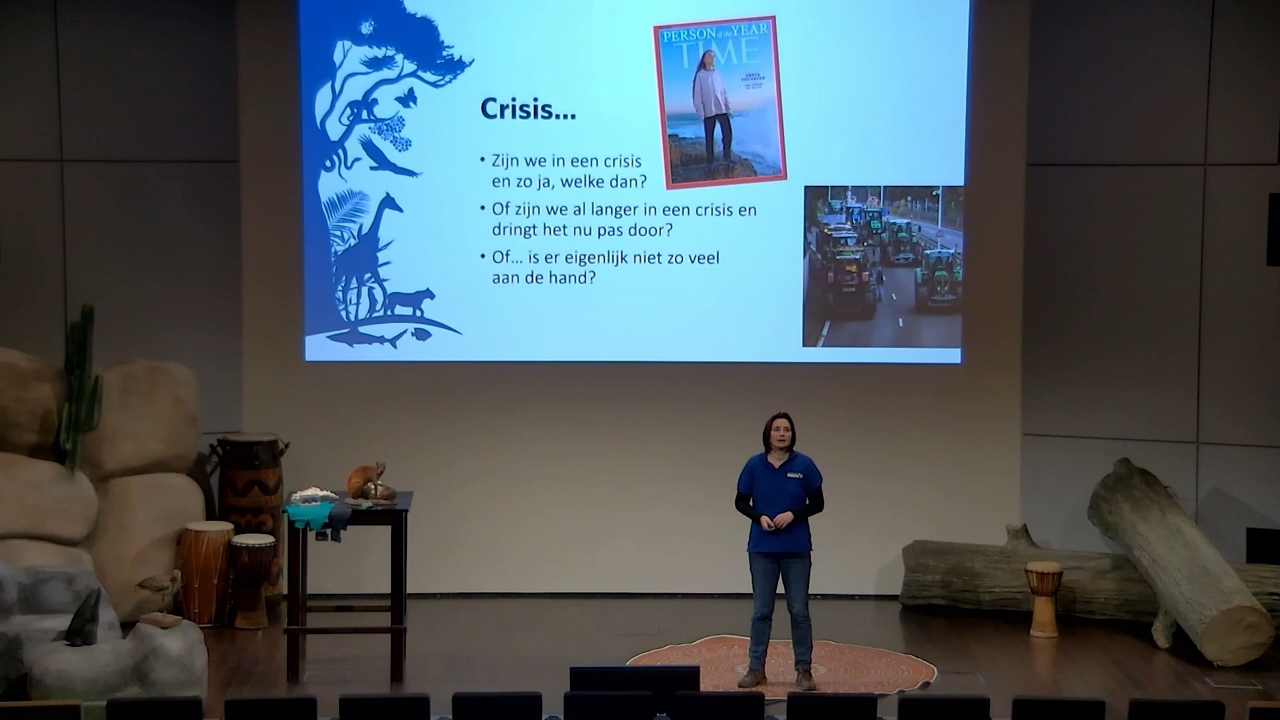 PERSON of the YEAR
TIME
Crisis...
• Zijn we in een crisis
en zo ja, welke dan?
• Of zijn we al langer in een crisis en
dringt het nu pas door?
• Of... is er eigenlijk niet zo veel
aan de hand?